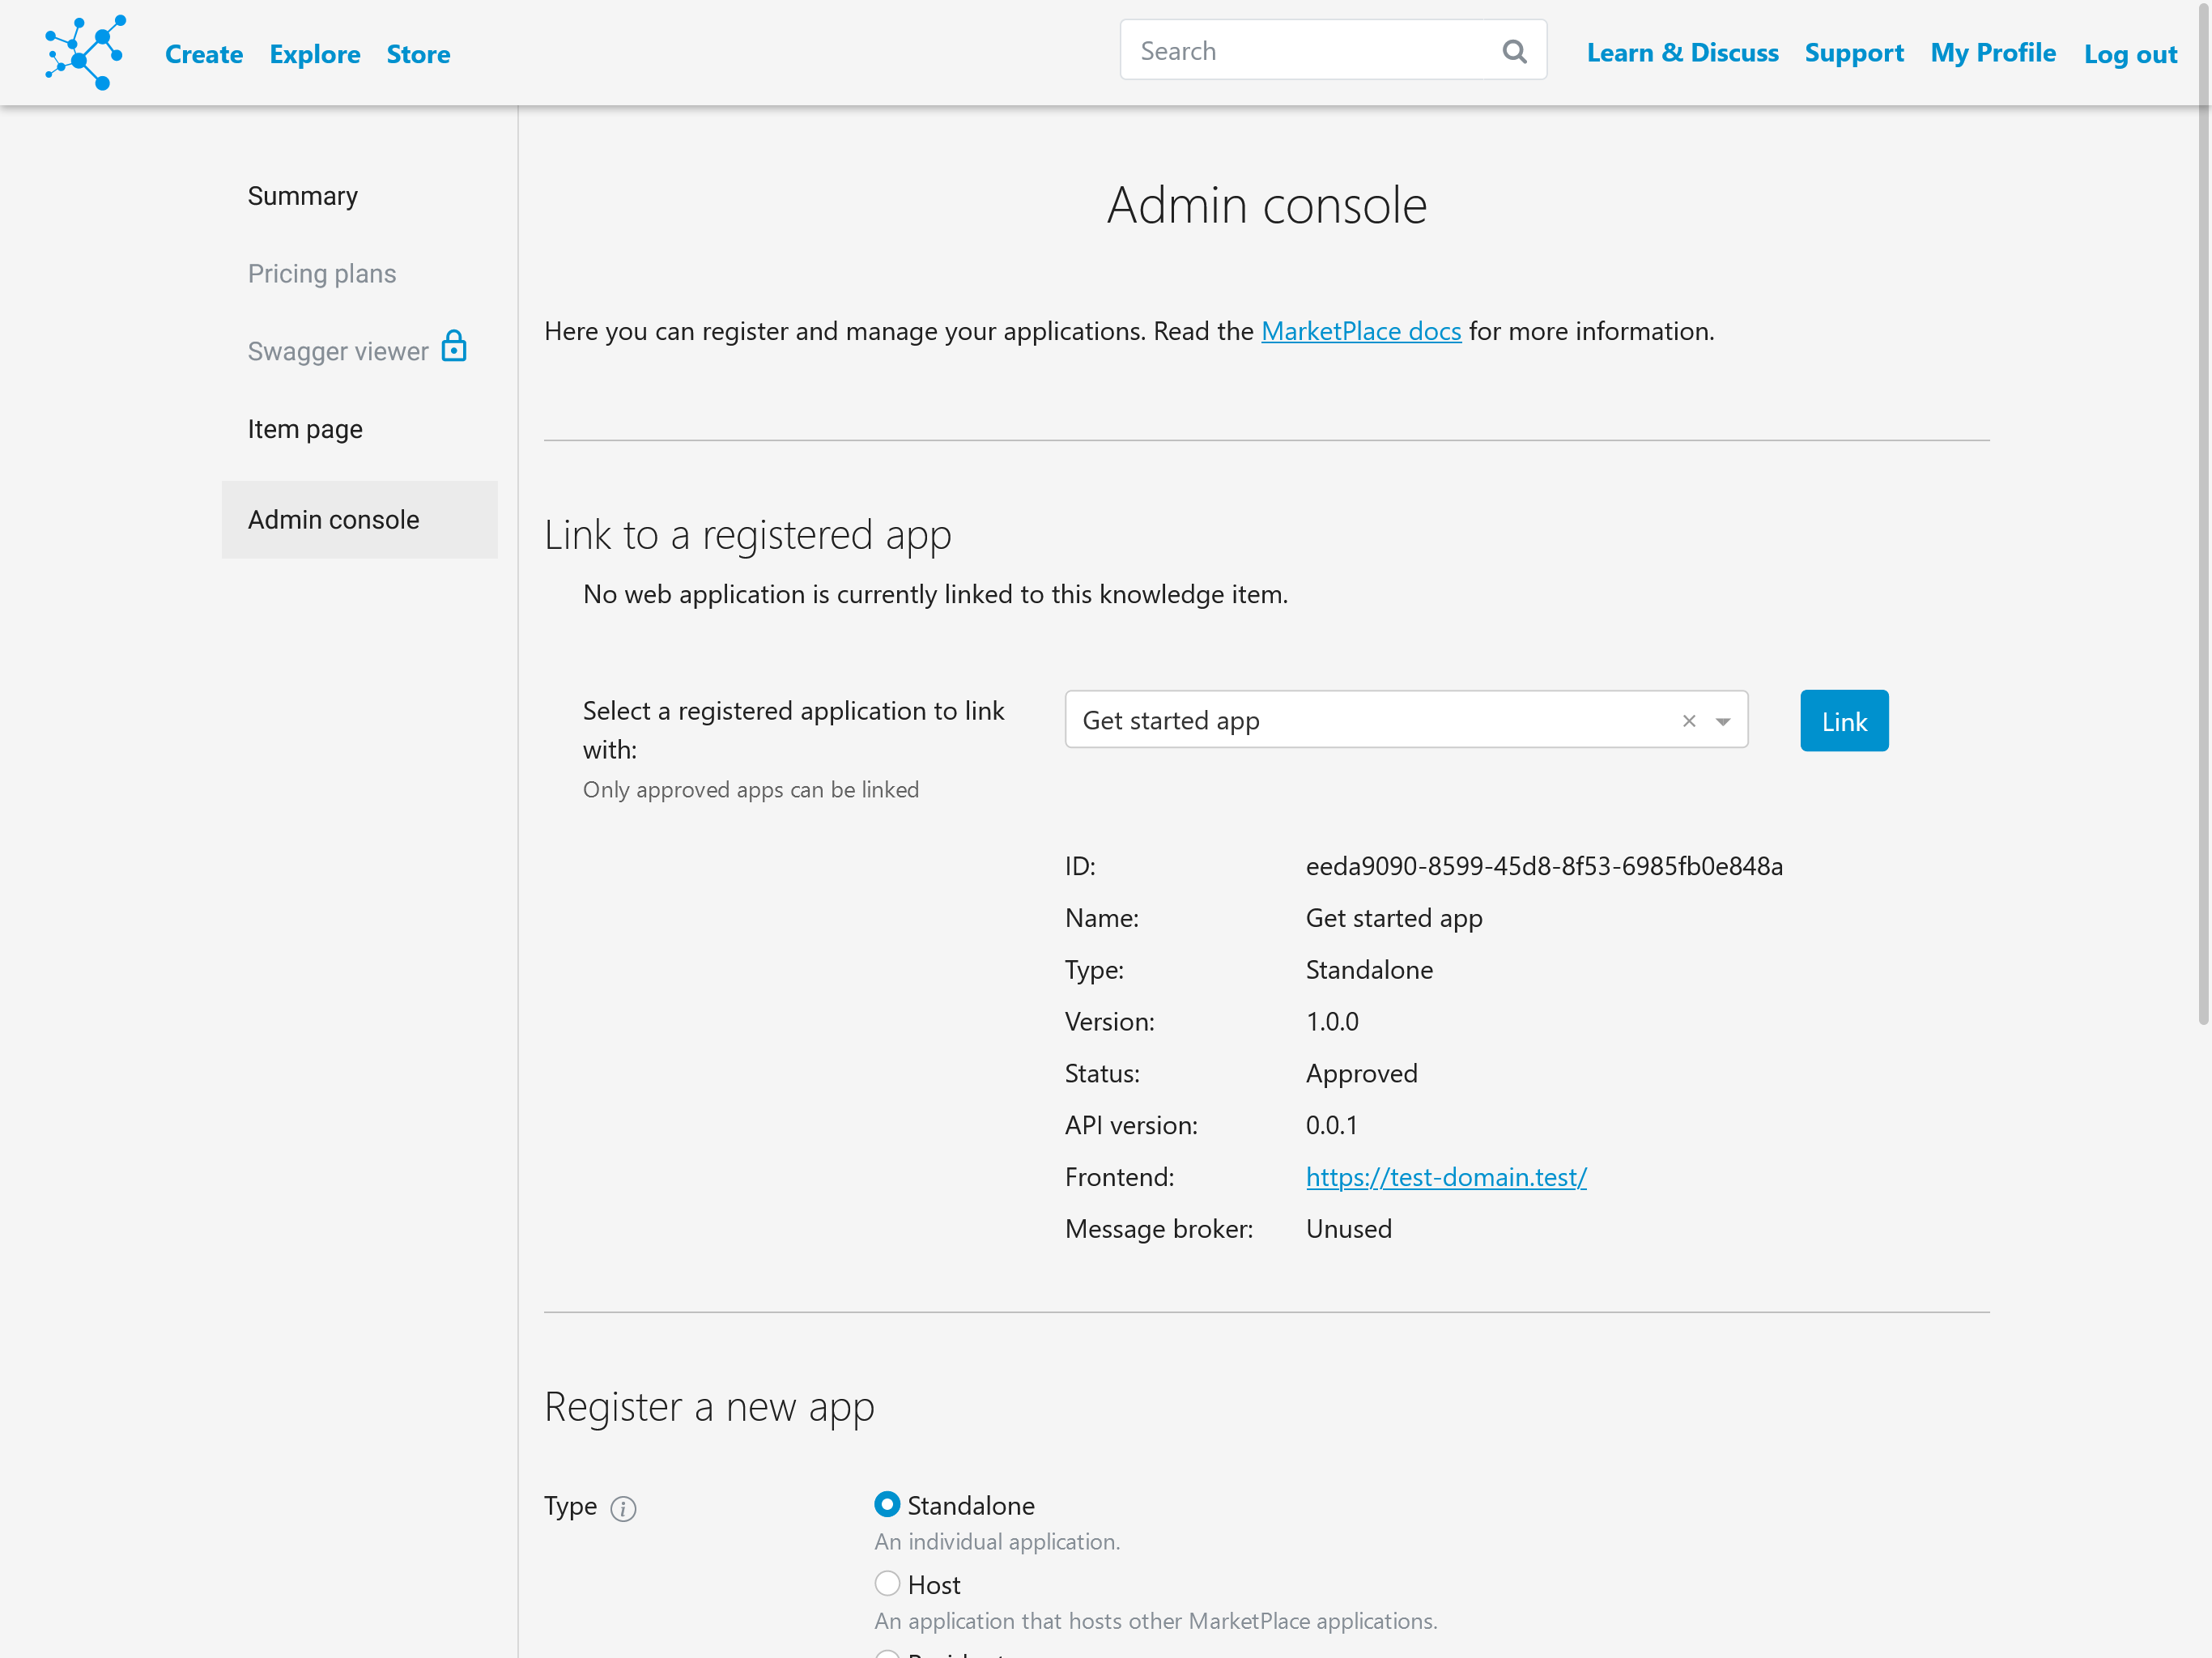 Create Explore Store Search Learn & Discuss Support My Profile Log out
Summary
Pricing plans
Swagger viewer
Item page
Admin console
Admin console
Here you can register and manage your applications. Read the MarketPlace docs for more information.
Link to a registered app
No web application is currently linked to this knowledge item.
Select a registered application to link
with:
Only approved apps can be linked
Get started app
Link
ID: eeda9090-8599-45d8-8f53-6985fb0e848a
Name: Get started app
Type: Standalone
Version: 1.0.0
Status: Approved
API version: 0.0.1
Frontend: https://test-domain.test/
Message broker: Unused
Register a new app
Type
Standalone
An individual application.
Host
An application that hosts other MarketPlace applications.